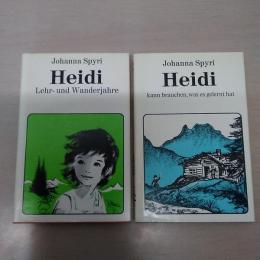 Johanna Spyri
Heidi
Lehr- und Wanderjahre
Johanna Spyri
Heidi
kann brauchen, was es gelernt hat